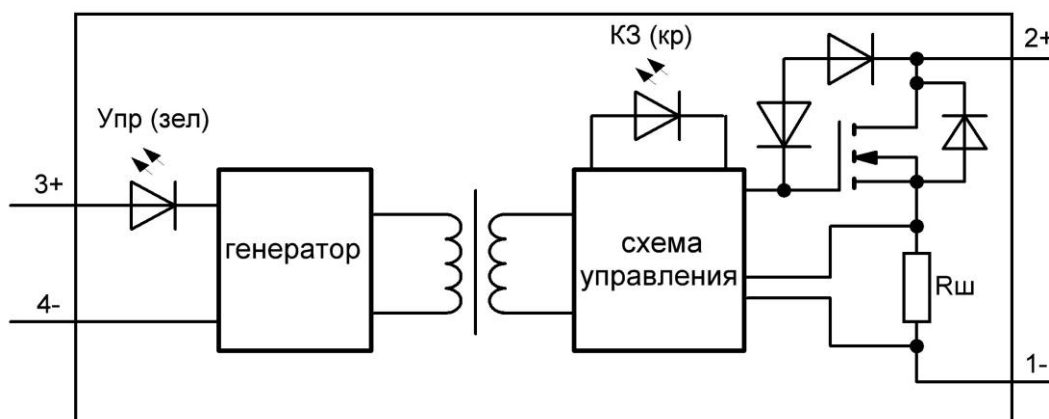 КЗ (кр)
2+
Упр (зел)
3+
генератор
схема
управления
Rш
4-
1-